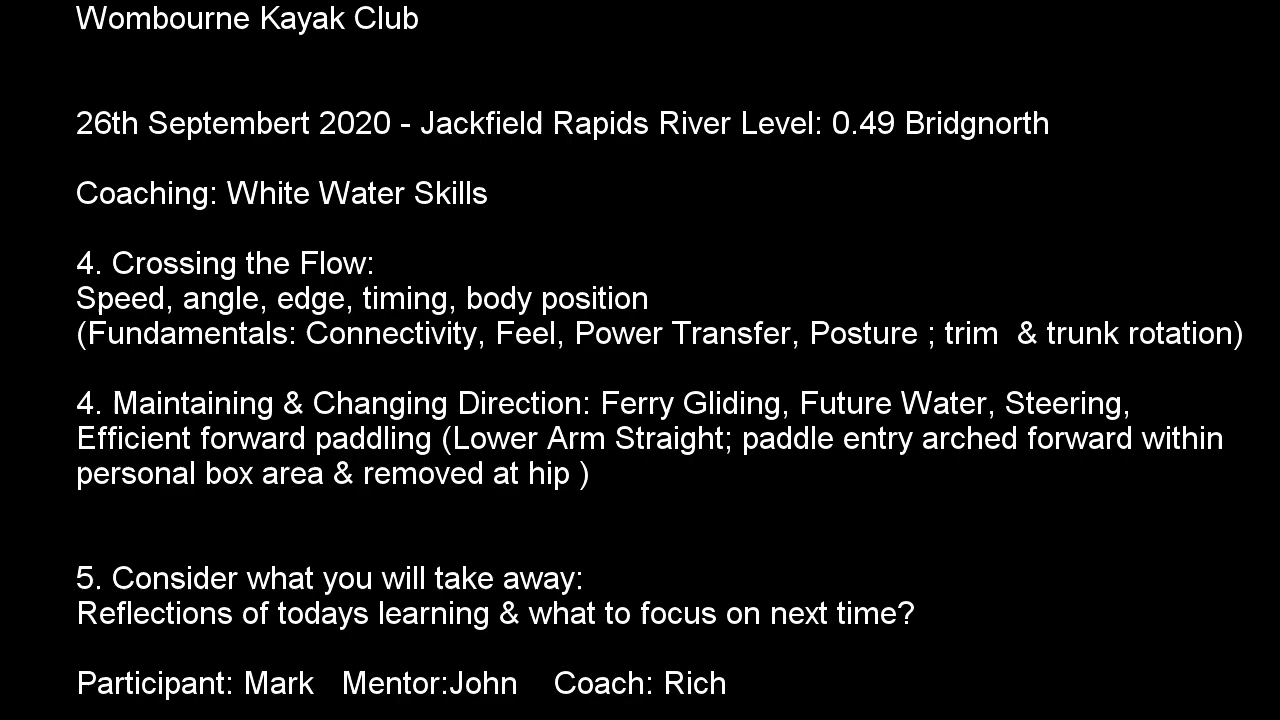 Wombourne Kayak Club
26th Septembert 2020 - Jackfield Rapids River Level: 0.49 Bridgnorth
Coaching: White Water Skills
4. Crossing the Flow:
Speed, angle, edge, timing, body position
(Fundamentals: Connectivity, Feel, Power Transfer, Posture ; trim  & trunk rotation)
4. Maintaining & Changing Direction: Ferry Gliding, Future Water, Steering,
Efficient forward paddling (Lower Arm Straight; paddle entry arched forward within
personal box area & removed at hip )
5. Consider what you will take away:
Reflections of todays learning & what to focus on next time?
Participant: Mark   Mentor:John    Coach: Rich